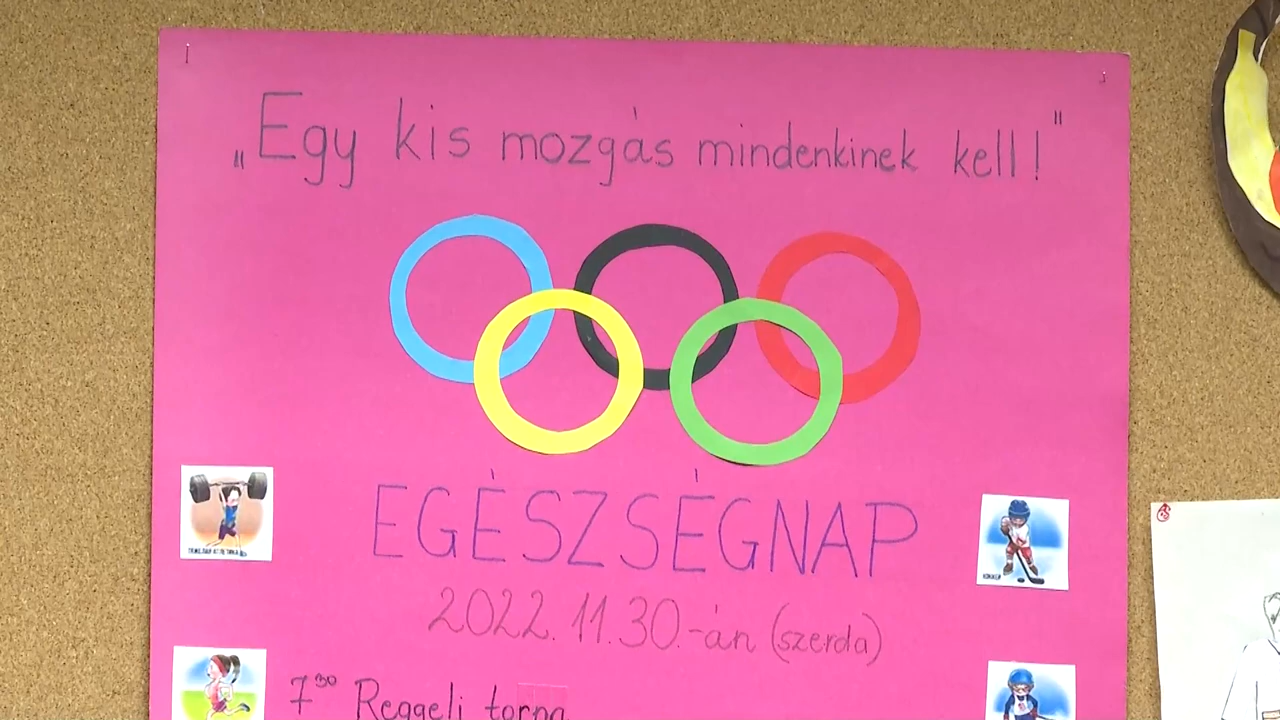 „Egy kis mozgás mindenkinek kell!"
EGÉSZSÉGNAP
2022. 11. 30.-án (szerda)
7³⁰ Reggeli torna